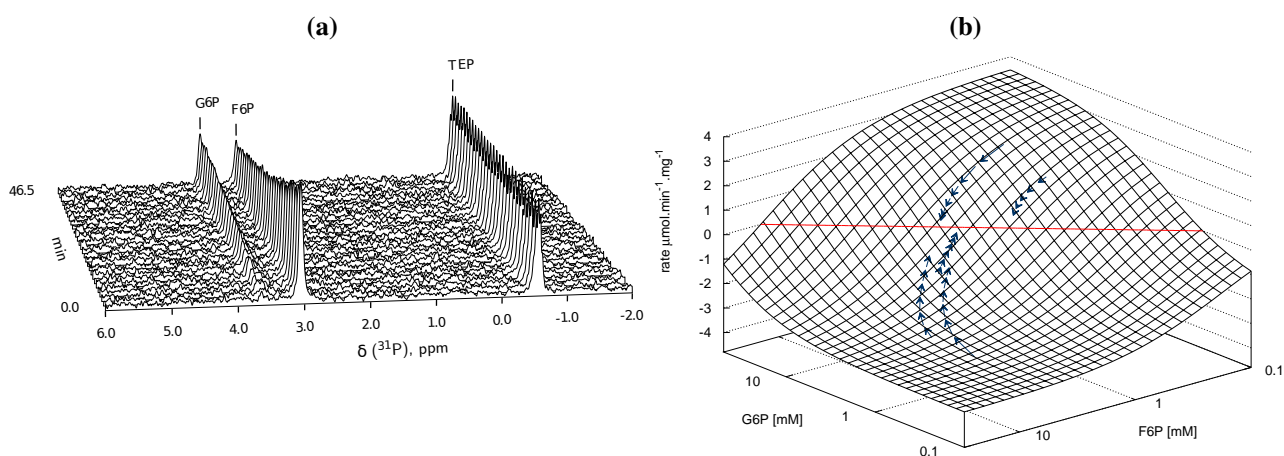 (a)
(b)
TEP
G6P
F6P
46.5
min
0.0
6.0 5.0 4.0 3.0 2.0 1.0 0.0 -1.0 -2.0
δ (³¹P), ppm
4
3
2
1
0
-1
-2
-3
-4
rate µmol.min-1.mg-1
10
1
0.1
G6P [mM]
10
1
0.1
F6P [mM]